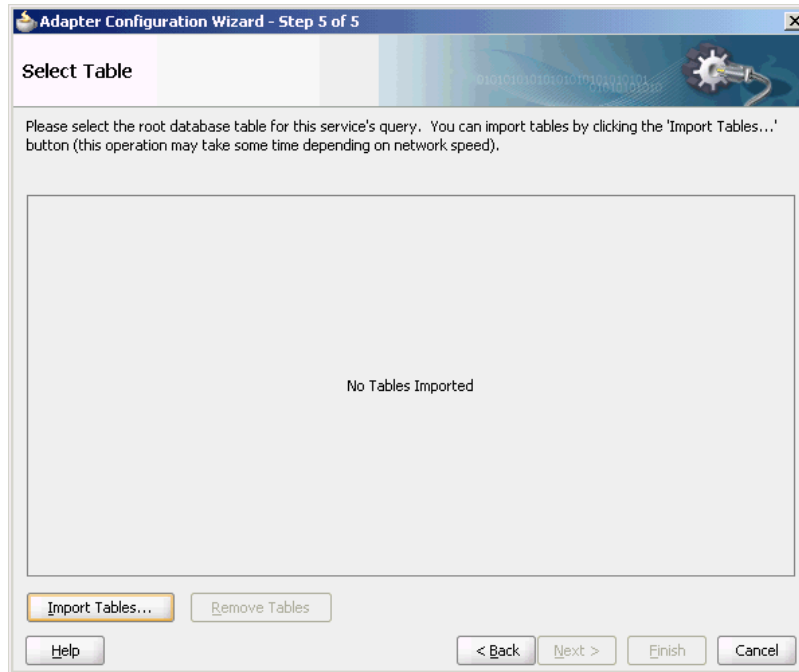 Adapter Configuration Wizard - Step 5 of 5
Select Table
Please select the root database table for this service's query. You can import tables by clicking the 'Import Tables...'
button (this operation may take some time depending on network speed).
No Tables Imported
Import Tables... Remove Tables
Help < Back Next > Finish Cancel